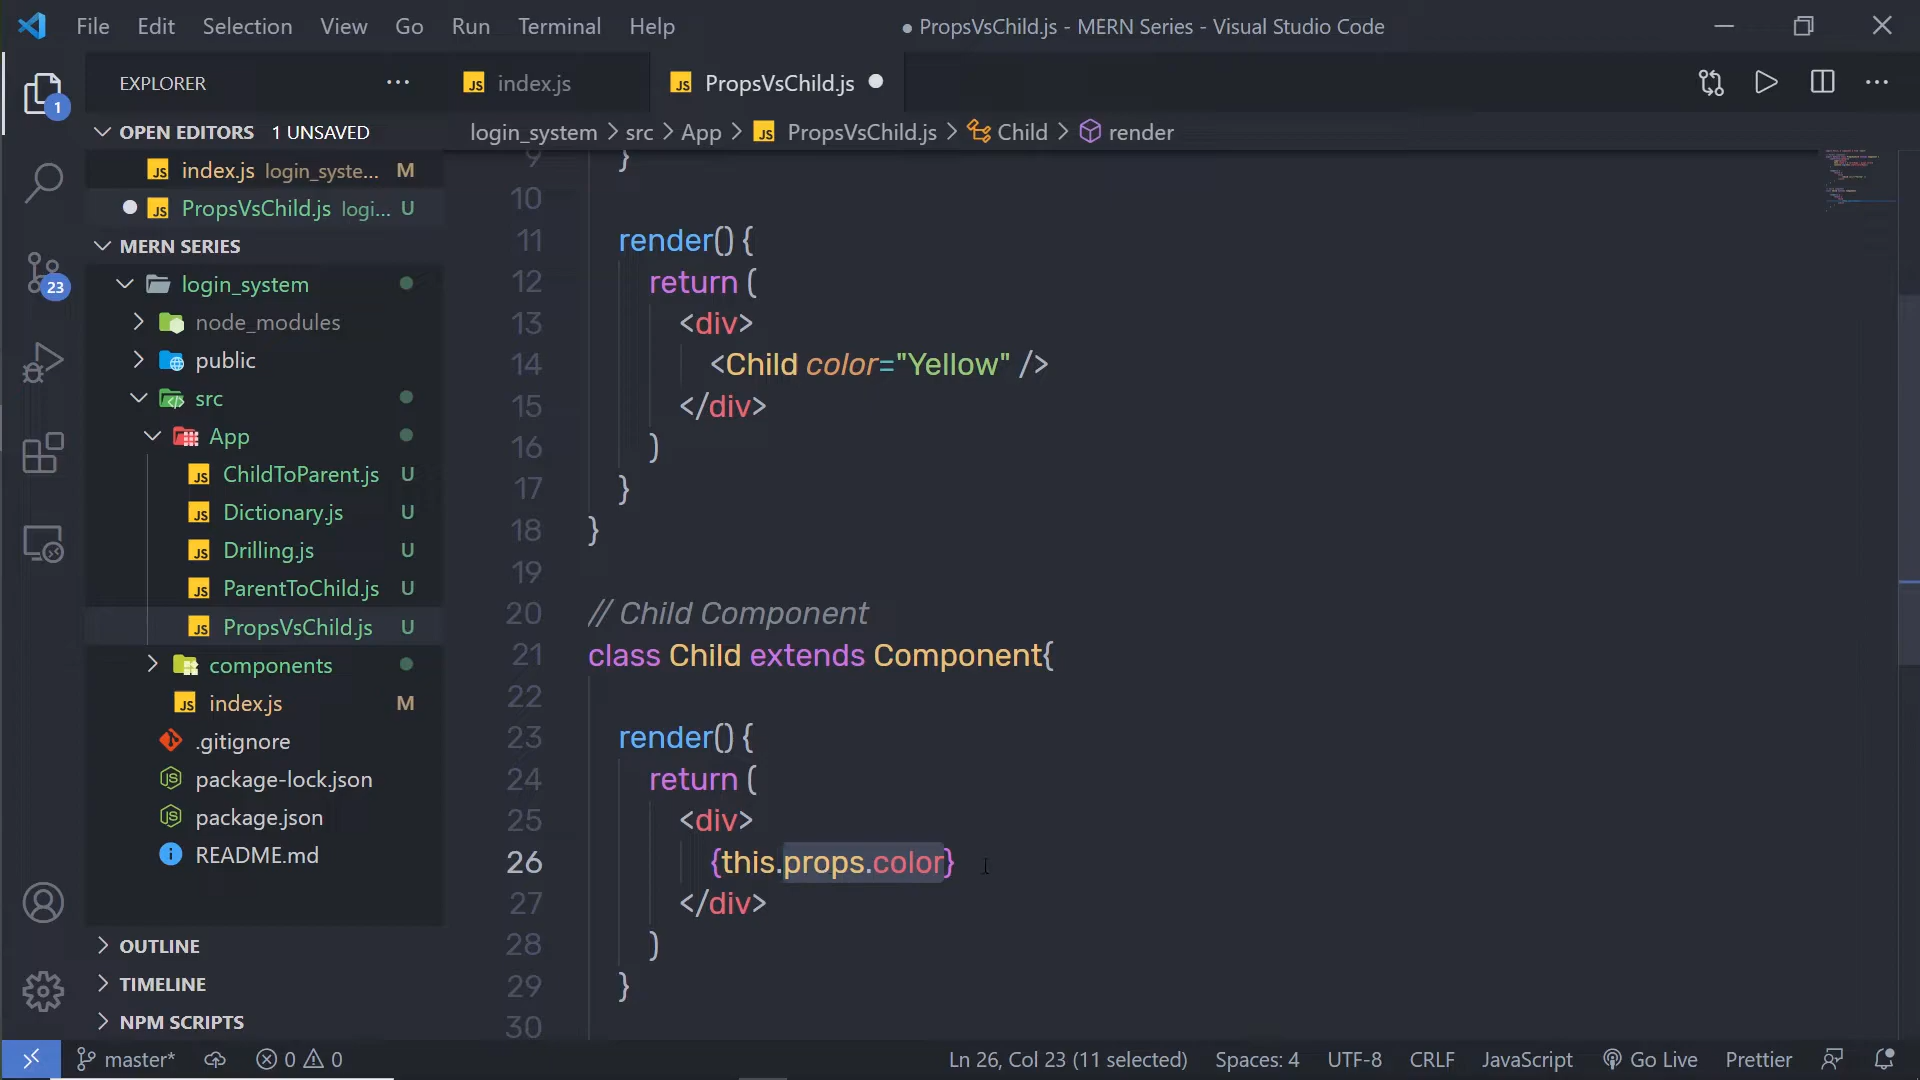 File Edit Selection View Go Run Terminal Help
● PropsVsChild.js - MERN Series - Visual Studio Code
EXPLORER
index.js
PropsVsChild.js
OPEN EDITORS 1 UNSAVED
index.js login_syste... M
PropsVsChild.js logi... U
MERN SERIES
login_system
node_modules
public
src
App
ChildToParent.js U
Dictionary.js U
Drilling.js U
ParentToChild.js U
PropsVsChild.js U
components
index.js M
.gitignore
package-lock.json
package.json
README.md
OUTLINE
TIMELINE
NPM SCRIPTS
1
23
login_system > src > App > PropsVsChild.js > Child > render
9 }
10
11 render() {
12 return (
13 <div>
14 <Child color="Yellow" />
15 </div>
16 )
17 }
18 }
19
20 // Child Component
21 class Child extends Component{
22
23 render() {
24 return (
25 <div>
26 {this.props.color}
27 </div>
28 )
29 }
30
master* 0 0
Ln 26, Col 23 (11 selected) Spaces: 4 UTF-8 CRLF JavaScript Go Live Prettier